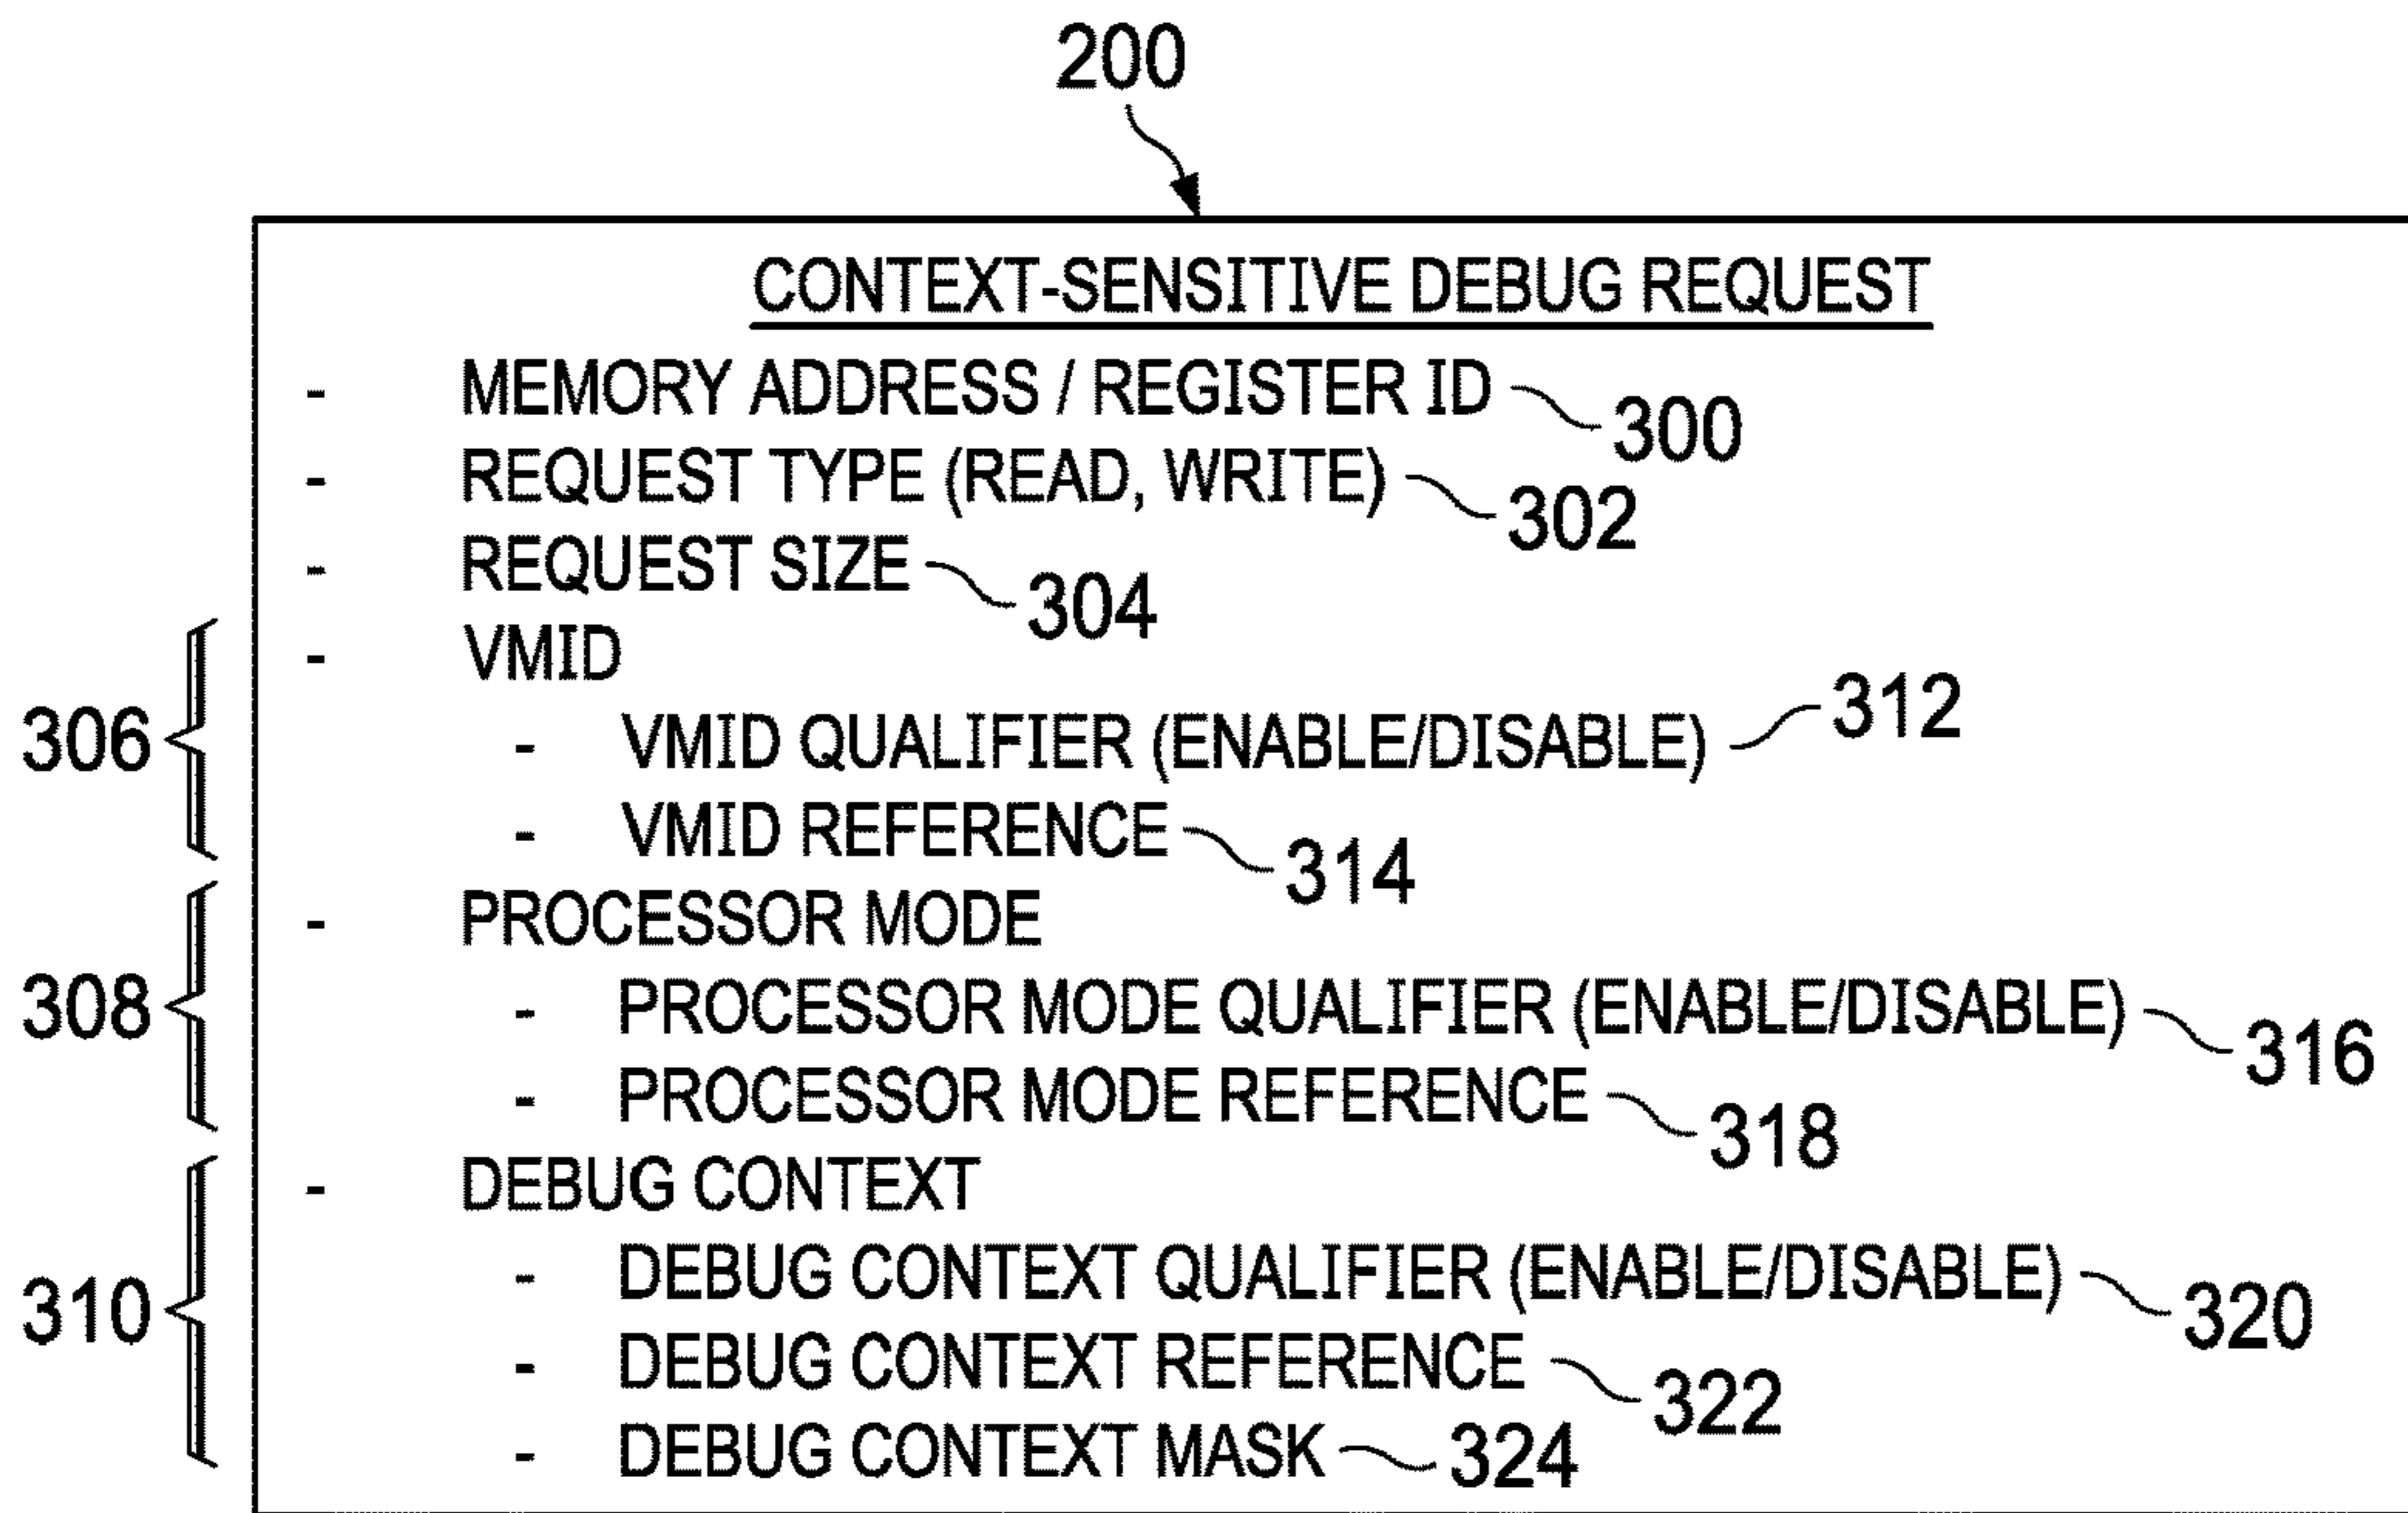 200
CONTEXT-SENSITIVE DEBUG REQUEST
- MEMORY ADDRESS / REGISTER ID 300
- REQUEST TYPE (READ, WRITE) 302
- REQUEST SIZE 304
306 - VMID
- VMID QUALIFIER (ENABLE/DISABLE) 312
- VMID REFERENCE 314
308 - PROCESSOR MODE
- PROCESSOR MODE QUALIFIER (ENABLE/DISABLE) 316
- PROCESSOR MODE REFERENCE 318
310 - DEBUG CONTEXT
- DEBUG CONTEXT QUALIFIER (ENABLE/DISABLE) 320
- DEBUG CONTEXT REFERENCE 322
- DEBUG CONTEXT MASK 324